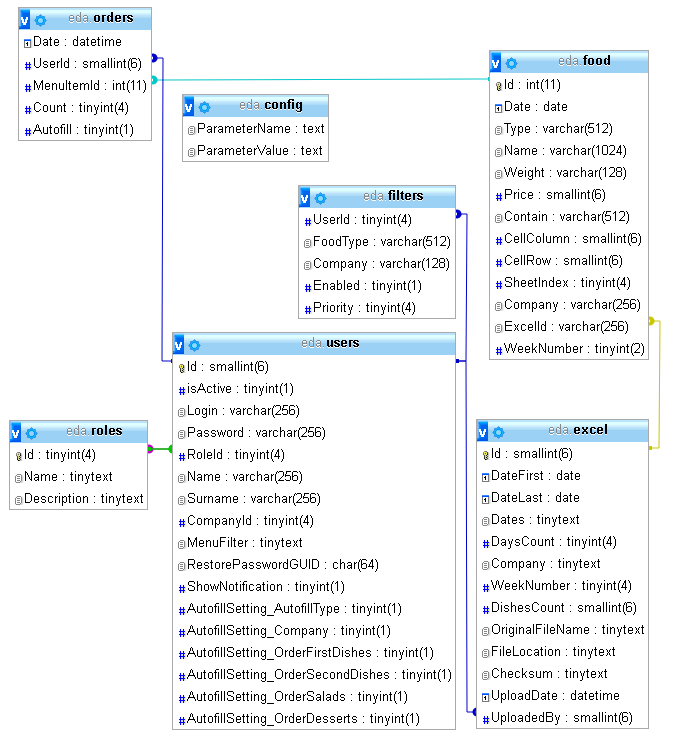 eda.orders
Date : datetime
UserId : smallint(6)
MenuItemId : int(11)
Count : tinyint(4)
Autofill : tinyint(1)
eda.config
ParameterName : text
ParameterValue : text
eda.food
Id : int(11)
Date : date
Type : varchar(512)
Name : varchar(1024)
Weight : varchar(128)
Price : smallint(6)
Contain : varchar(512)
CellColumn : smallint(6)
CellRow : smallint(6)
SheetIndex : tinyint(4)
Company : varchar(256)
ExcelId : varchar(256)
WeekNumber : tinyint(2)
eda.filters
UserId : tinyint(4)
FoodType : varchar(512)
Company : varchar(128)
Enabled : tinyint(1)
Priority : tinyint(4)
eda.users
Id : smallint(6)
isActive : tinyint(1)
Login : varchar(256)
Password : varchar(256)
RoleId : tinyint(4)
Name : varchar(256)
Surname : varchar(256)
CompanyId : tinyint(4)
MenuFilter : tinytext
RestorePasswordGUID : char(64)
ShowNotification : tinyint(1)
AutofillSetting_AutofillType : tinyint(1)
AutofillSetting_Company : tinyint(1)
AutofillSetting_OrderFirstDishes : tinyint(1)
AutofillSetting_OrderSecondDishes : tinyint(1)
AutofillSetting_OrderSalads : tinyint(1)
AutofillSetting_OrderDesserts : tinyint(1)
eda.roles
Id : tinyint(4)
Name : tinytext
Description : tinytext
eda.excel
Id : smallint(6)
DateFirst : date
DateLast : date
Dates : tinytext
DaysCount : tinyint(4)
Company : tinytext
WeekNumber : tinyint(4)
DishesCount : smallint(6)
OriginalFileName : tinytext
FileLocation : tinytext
Checksum : tinytext
UploadDate : datetime
UploadedBy : smallint(6)